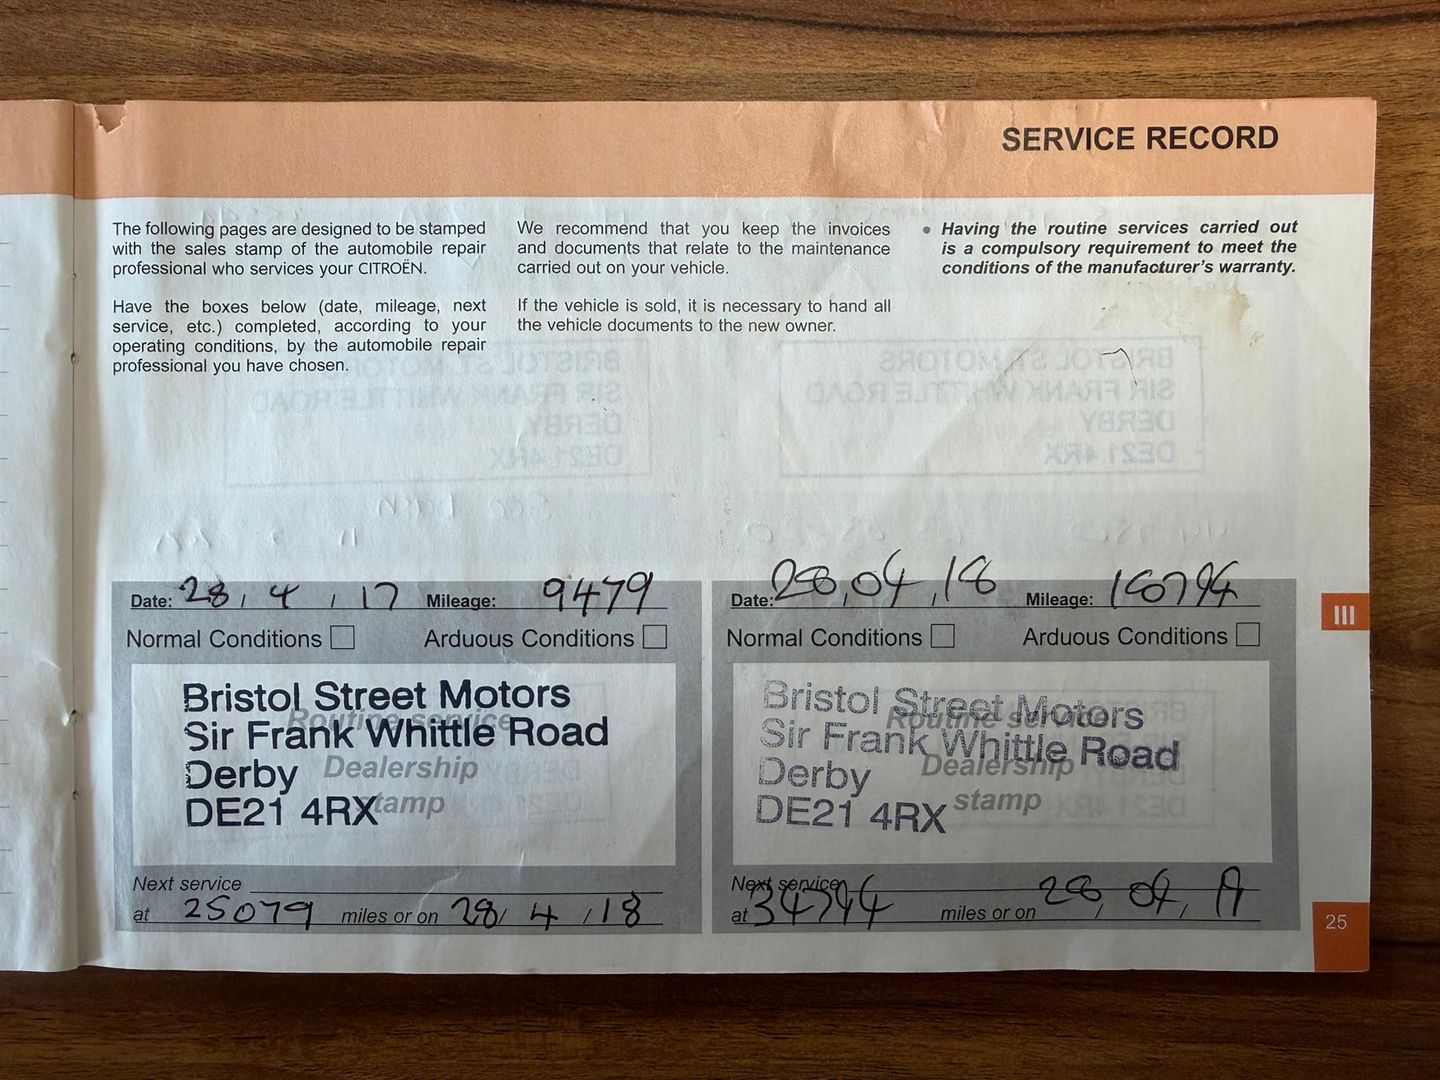 SERVICE RECORD
The following pages are designed to be stamped
with the sales stamp of the automobile repair
professional who services your CITROËN.
Have the boxes below (date, mileage, next
service, etc.) completed, according to your
operating conditions, by the automobile repair
professional you have chosen.
We recommend that you keep the invoices
and documents that relate to the maintenance
carried out on your vehicle.
If the vehicle is sold, it is necessary to hand all
the vehicle documents to the new owner.
• Having the routine services carried out
is a compulsory requirement to meet the
conditions of the manufacturer's warranty.
Date: 28 / 4 / 17 Mileage: 9479
Normal Conditions Arduous Conditions
Routine service
Dealership
stamp
Bristol Street Motors
Sir Frank Whittle Road
Derby
DE21 4RX
Next service
at 25079 miles or on 28/ 4 /18
Date: 28,04,18 Mileage: 18794
Normal Conditions Arduous Conditions
Routine service
Dealership
stamp
Bristol Street Motors
Sir Frank Whittle Road
Derby
DE21 4RX
Next service
at 34794 miles or on 28/ 04/ 19
III
25